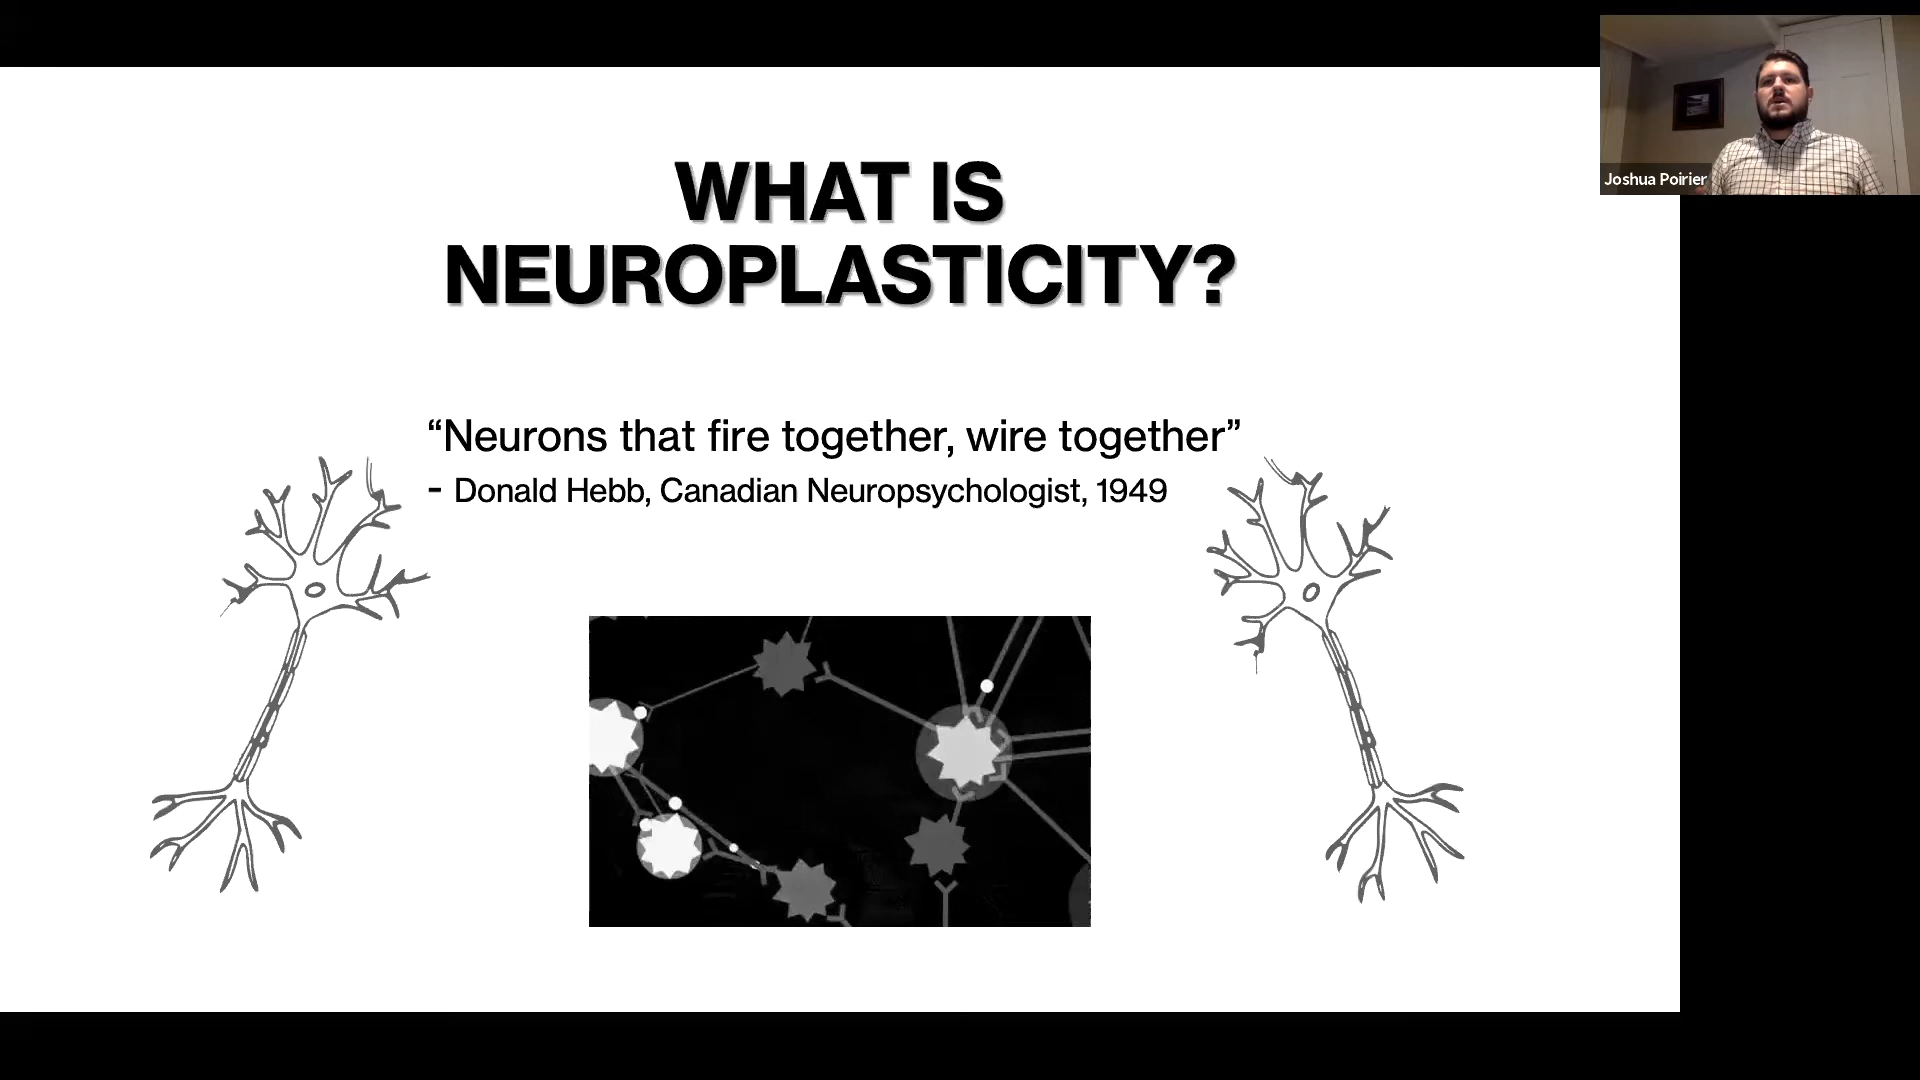 WHAT IS
NEUROPLASTICITY?
“Neurons that fire together, wire together”
- Donald Hebb, Canadian Neuropsychologist, 1949
Joshua Poirier